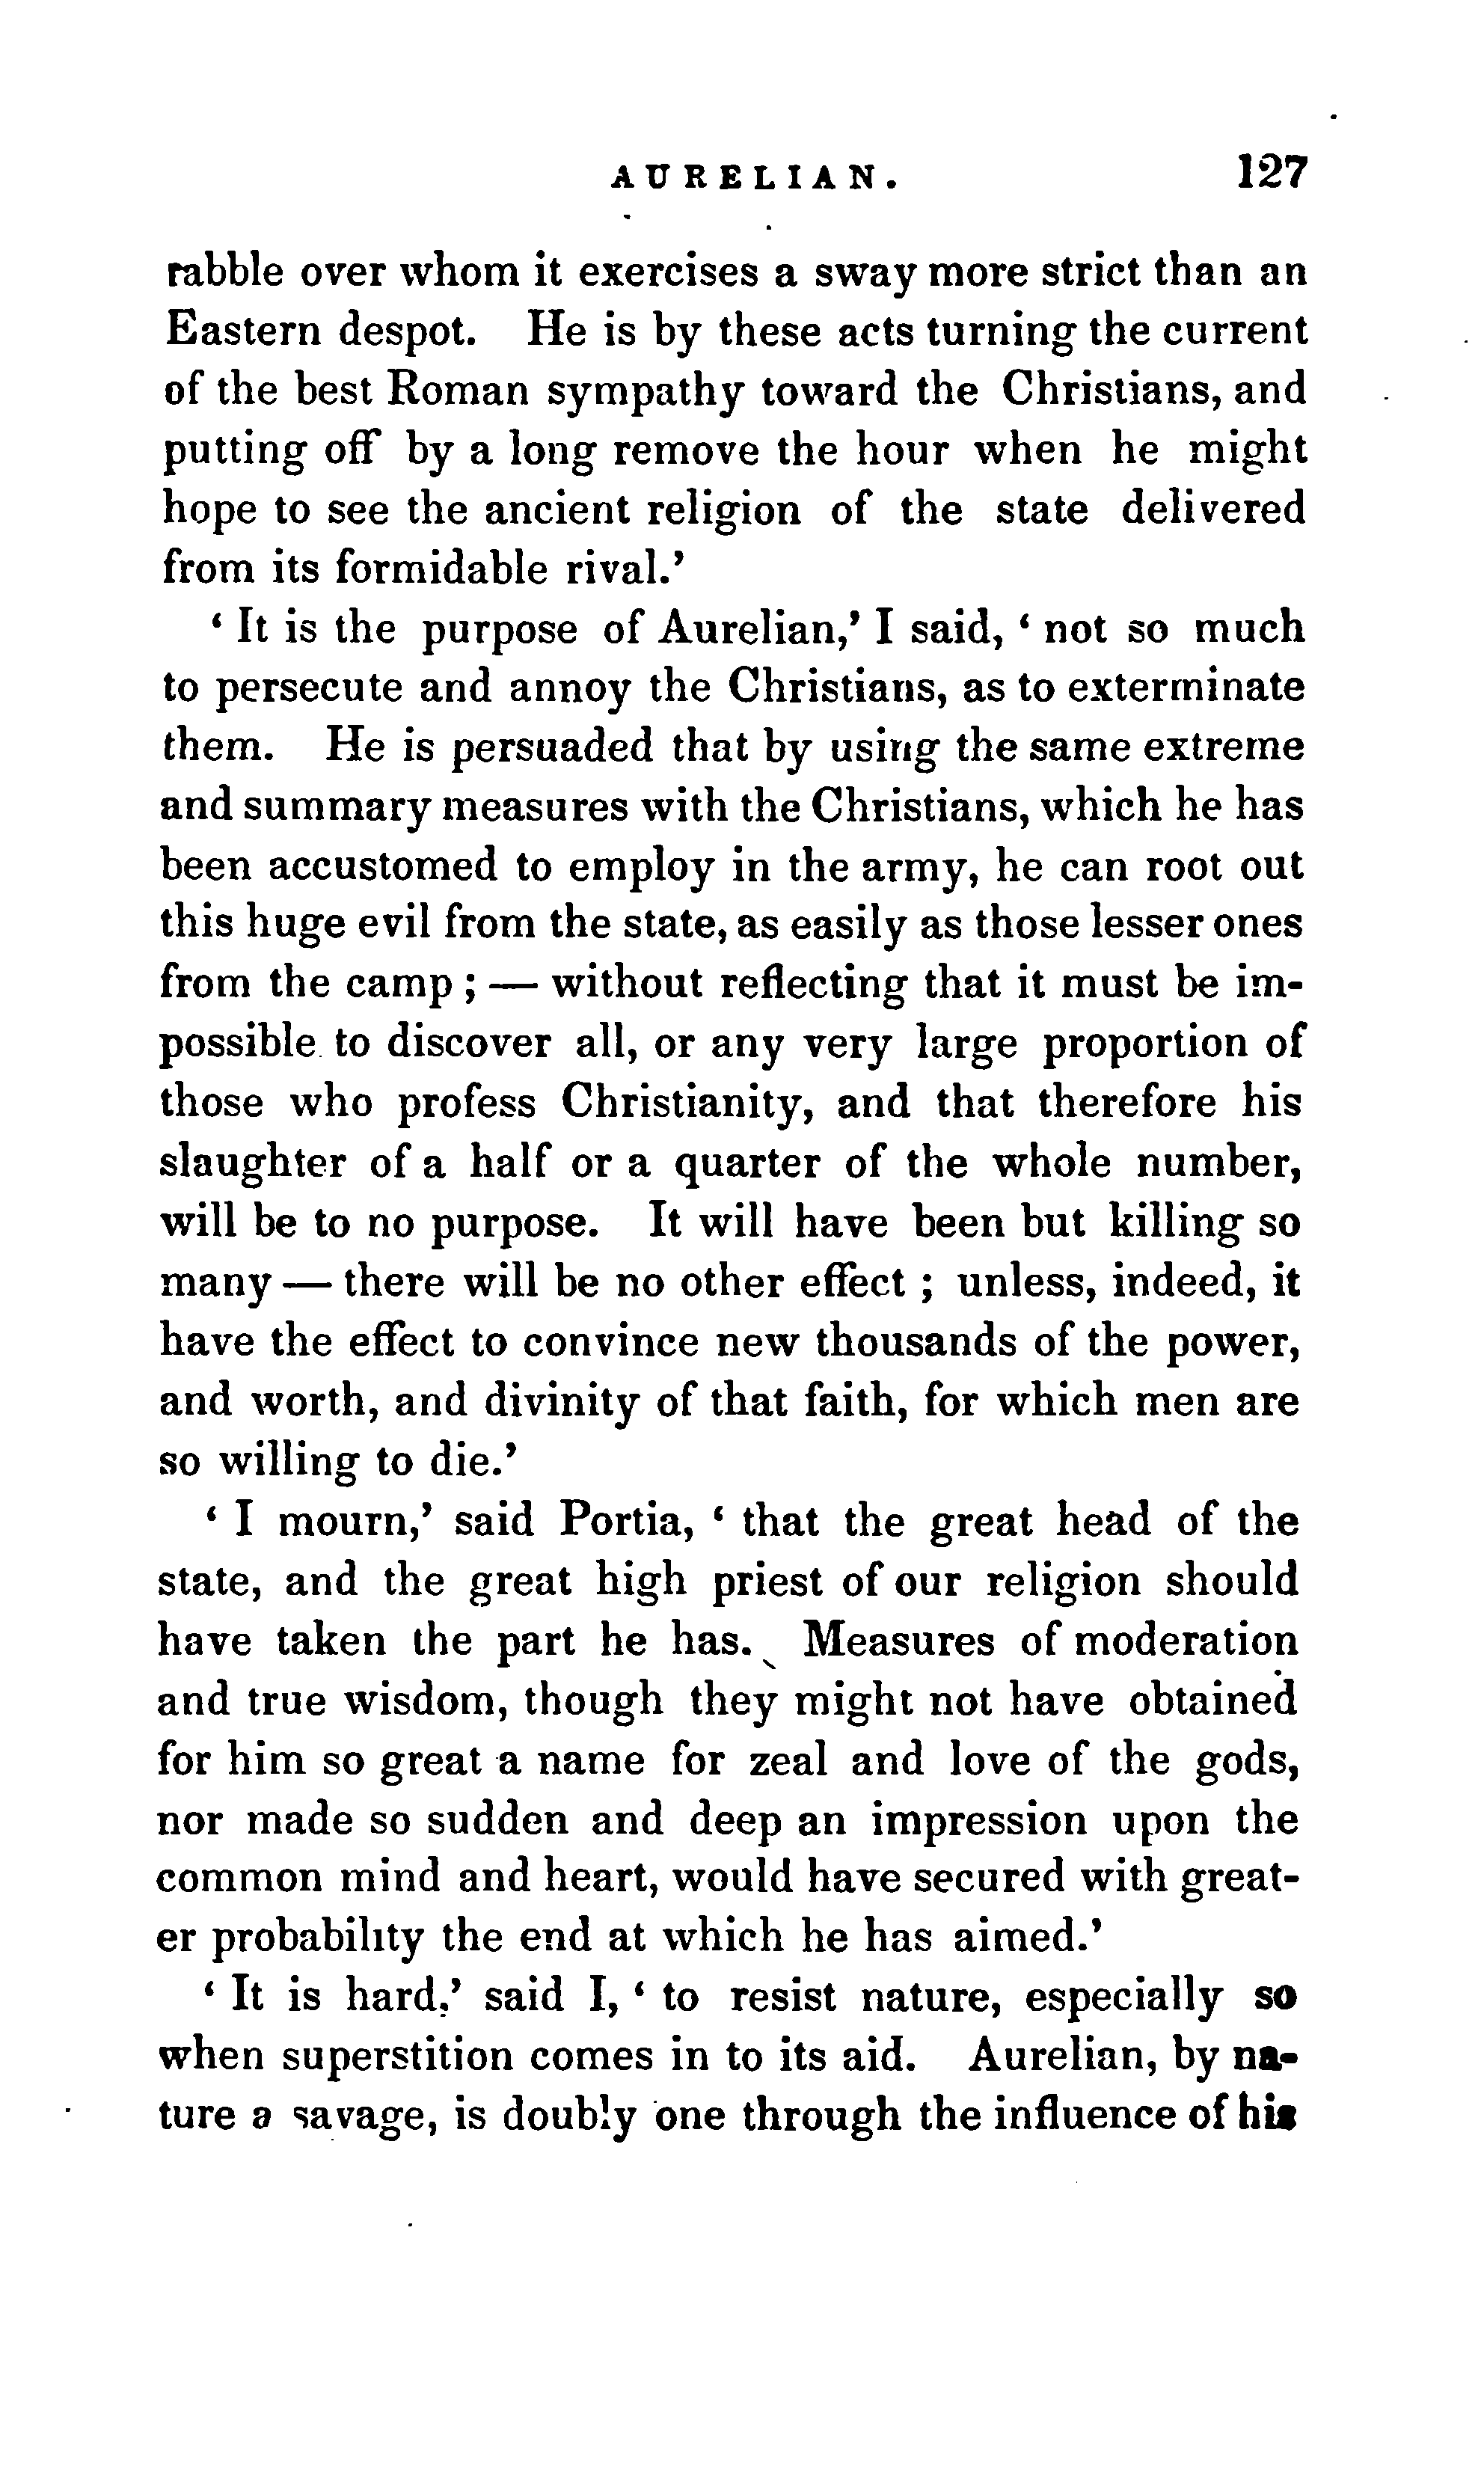 AURELIAN. 127
rabble over whom it exercises a sway more strict than an
Eastern despot. He is by these acts turning the current
of the best Roman sympathy toward the Christians, and
putting off by a long remove the hour when he might
hope to see the ancient religion of the state delivered
from its formidable rival.’
‘ It is the purpose of Aurelian,’ I said, ‘ not so much
to persecute and annoy the Christians, as to exterminate
them. He is persuaded that by using the same extreme
and summary measures with the Christians, which he has
been accustomed to employ in the army, he can root out
this huge evil from the state, as easily as those lesser ones
from the camp ; — without reflecting that it must be im-
possible to discover all, or any very large proportion of
those who profess Christianity, and that therefore his
slaughter of a half or a quarter of the whole number,
will be to no purpose. It will have been but killing so
many — there will be no other effect ; unless, indeed, it
have the effect to convince new thousands of the power,
and worth, and divinity of that faith, for which men are
so willing to die.’
‘ I mourn,’ said Portia, ‘ that the great head of the
state, and the great high priest of our religion should
have taken the part he has. Measures of moderation
and true wisdom, though they might not have obtained
for him so great a name for zeal and love of the gods,
nor made so sudden and deep an impression upon the
common mind and heart, would have secured with great-
er probability the end at which he has aimed.’
‘ It is hard,’ said I, ‘ to resist nature, especially so
when superstition comes in to its aid. Aurelian, by na-
ture a savage, is doubly one through the influence of his